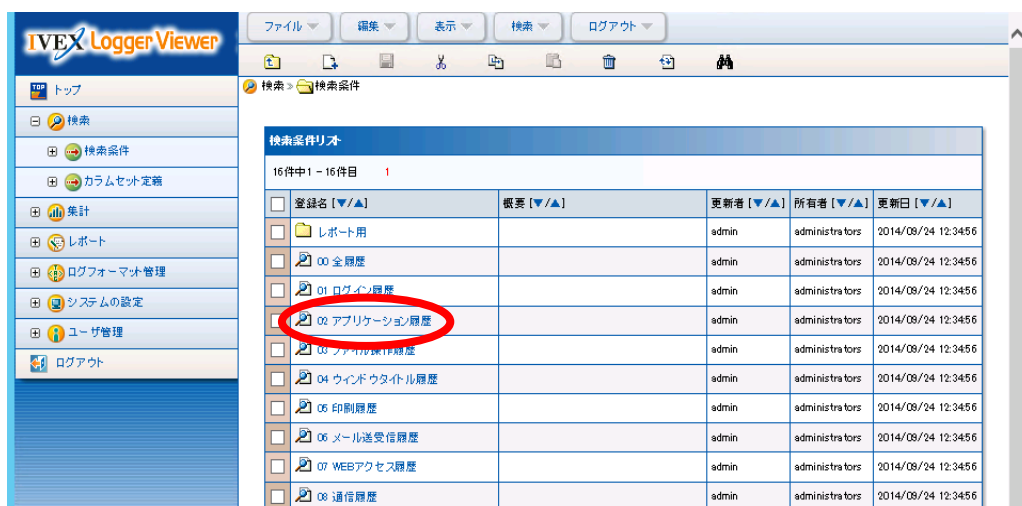 IVEX Logger Viewer
ファイル 編集 表示 検索 ログアウト
検索 » 検索条件
TOP トップ
検索
検索条件
カラムセット定義
集計
レポート
ログフォーマット管理
システムの設定
ユーザ管理
ログアウト
検索条件リスト
16件中1－16件目 1
登録名 [▼/▲] 概要 [▼/▲] 更新者 [▼/▲] 所有者 [▼/▲] 更新日 [▼/▲]
レポート用 admin administrators 2014/09/24 12:34:56
00 全履歴 admin administrators 2014/09/24 12:34:56
01 ログイン履歴 admin administrators 2014/09/24 12:34:56
02 アプリケーション履歴 admin administrators 2014/09/24 12:34:56
03 ファイル操作履歴 admin administrators 2014/09/24 12:34:56
04 ウィンドウタイトル履歴 admin administrators 2014/09/24 12:34:56
05 印刷履歴 admin administrators 2014/09/24 12:34:56
06 メール送受信履歴 admin administrators 2014/09/24 12:34:56
07 WEBアクセス履歴 admin administrators 2014/09/24 12:34:56
08 通信履歴 admin administrators 2014/09/24 12:34:56